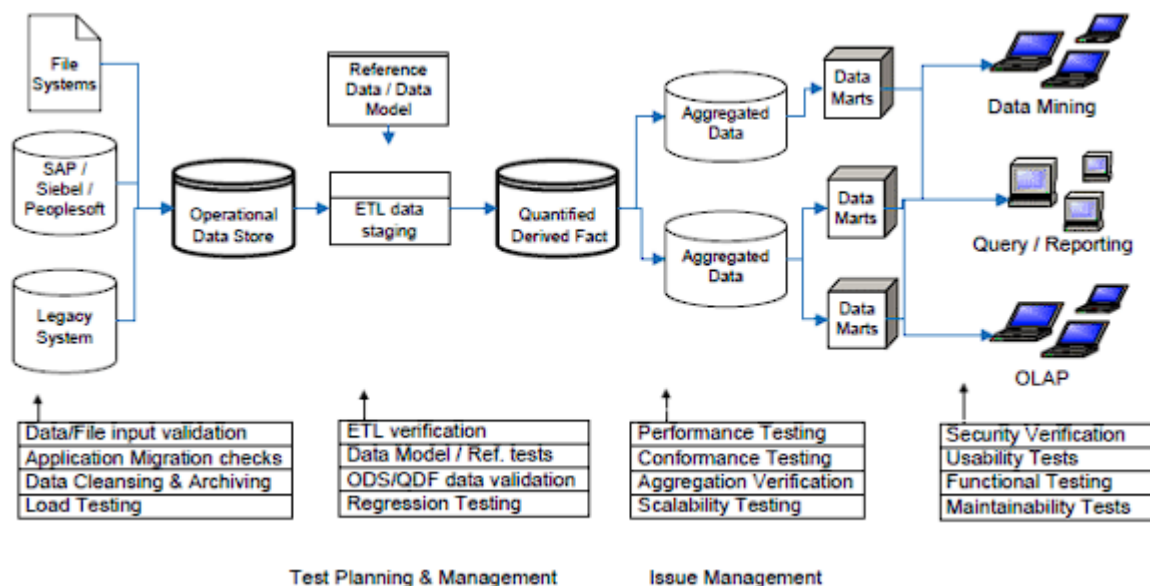 File
Systems
SAP /
Siebel /
Peoplesoft
Legacy
System
Operational
Data Store
Reference
Data / Data
Model
ETL data
staging
Quantified
Derived Fact
Aggregated
Data
Aggregated
Data
Data
Marts
Data
Marts
Data
Marts
Data Mining
Query / Reporting
OLAP
Data/File input validation
Application Migration checks
Data Cleansing & Archiving
Load Testing
ETL verification
Data Model / Ref. tests
ODS/QDF data validation
Regression Testing
Performance Testing
Conformance Testing
Aggregation Verification
Scalability Testing
Security Verification
Usability Tests
Functional Testing
Maintainability Tests
Test Planning & Management
Issue Management